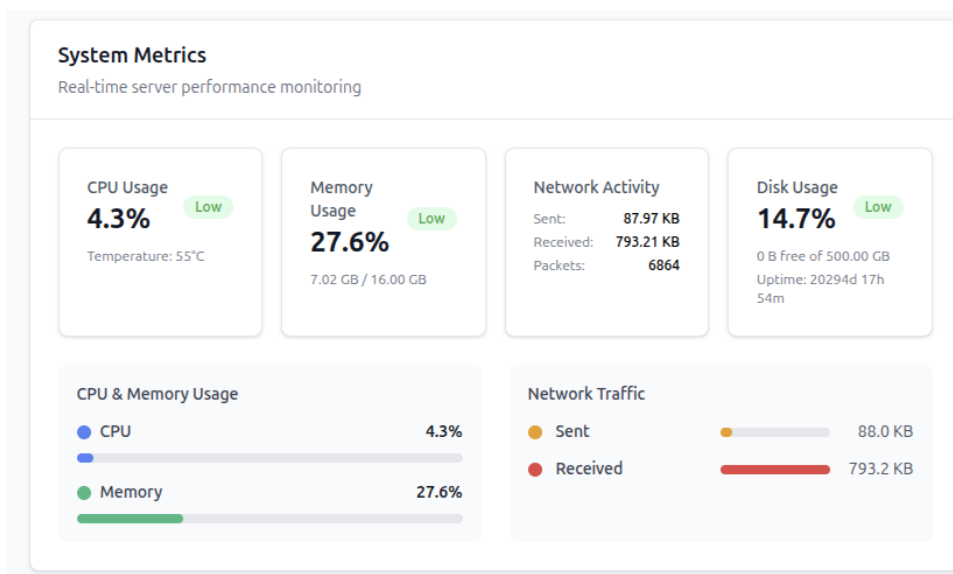 System Metrics
Real-time server performance monitoring
CPU Usage
4.3%
Low
Temperature: 55°C
Memory
Usage
27.6%
Low
7.02 GB / 16.00 GB
Network Activity
Sent: 87.97 KB
Received: 793.21 KB
Packets: 6864
Disk Usage
14.7%
Low
0 B free of 500.00 GB
Uptime: 20294d 17h
54m
CPU & Memory Usage
CPU 4.3%
Memory 27.6%
Network Traffic
Sent 88.0 KB
Received 793.2 KB